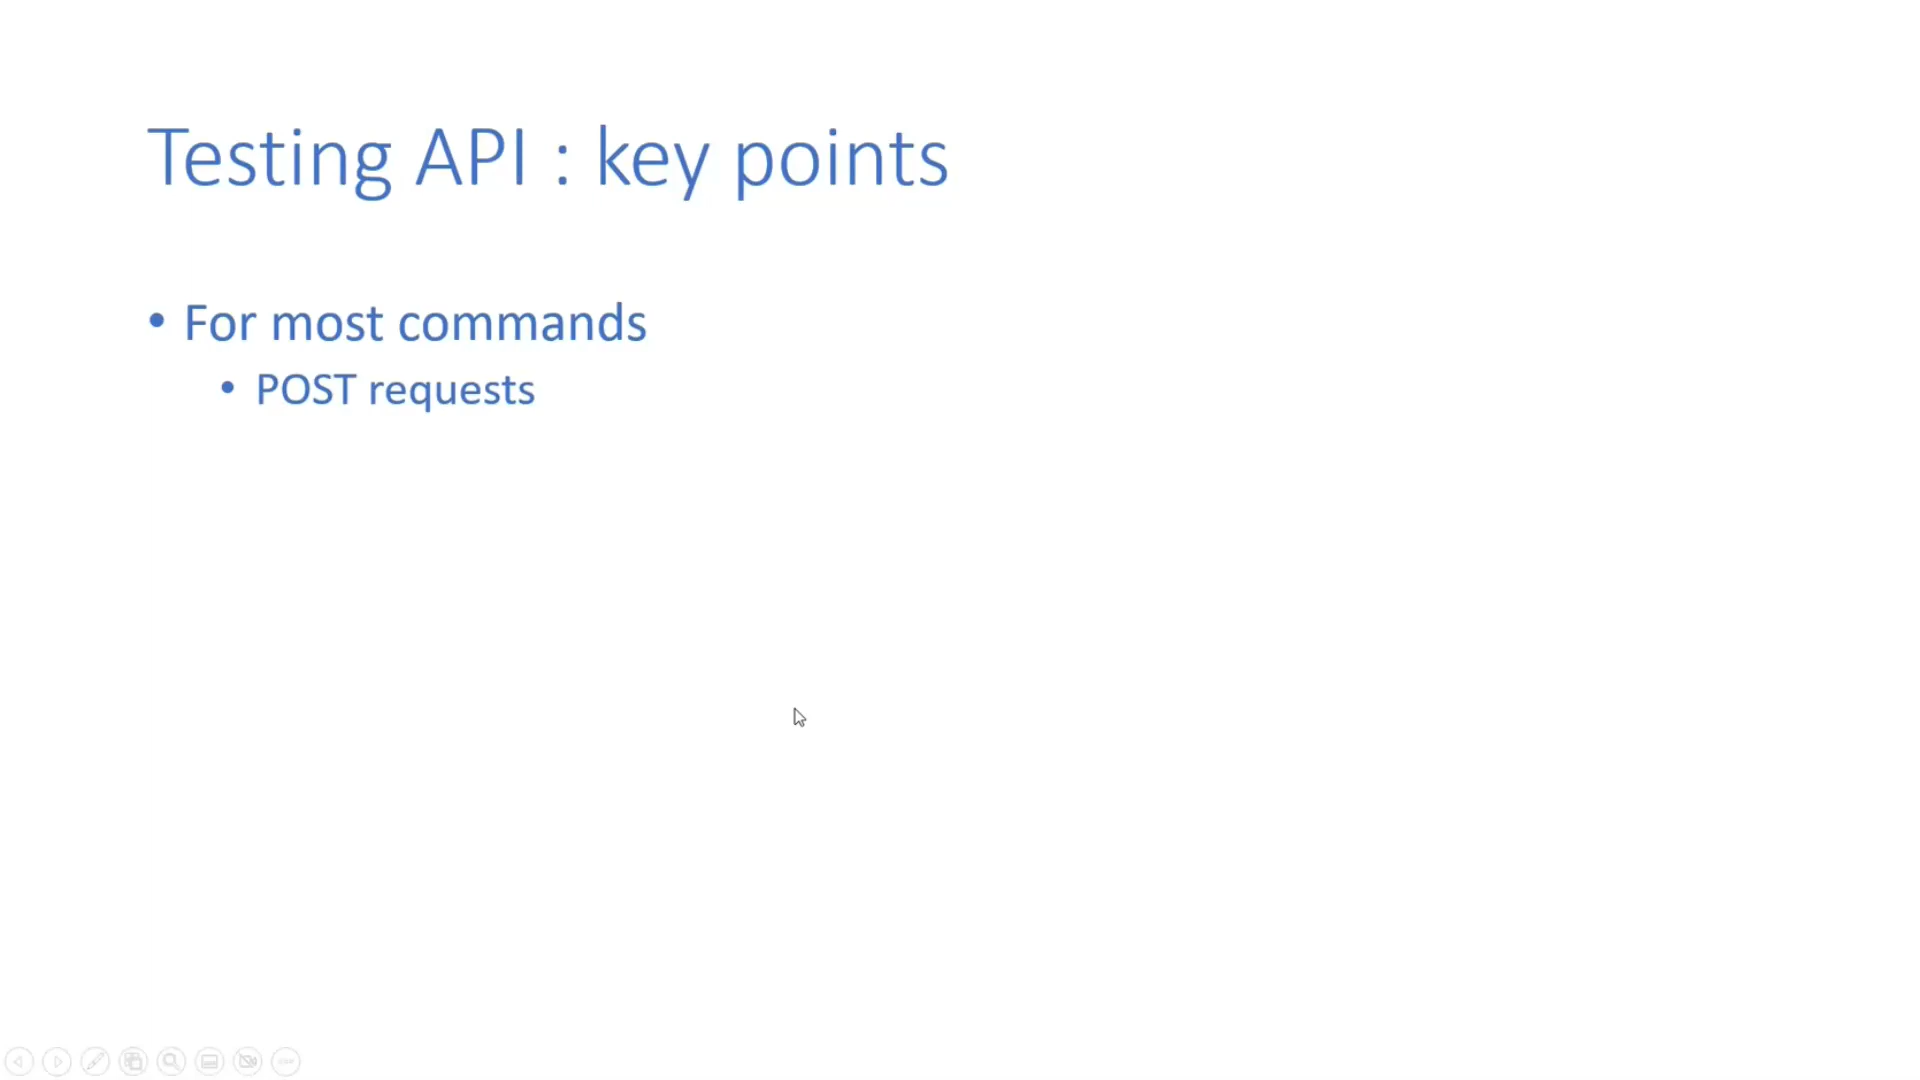 Testing API : key points
• For most commands
• POST requests